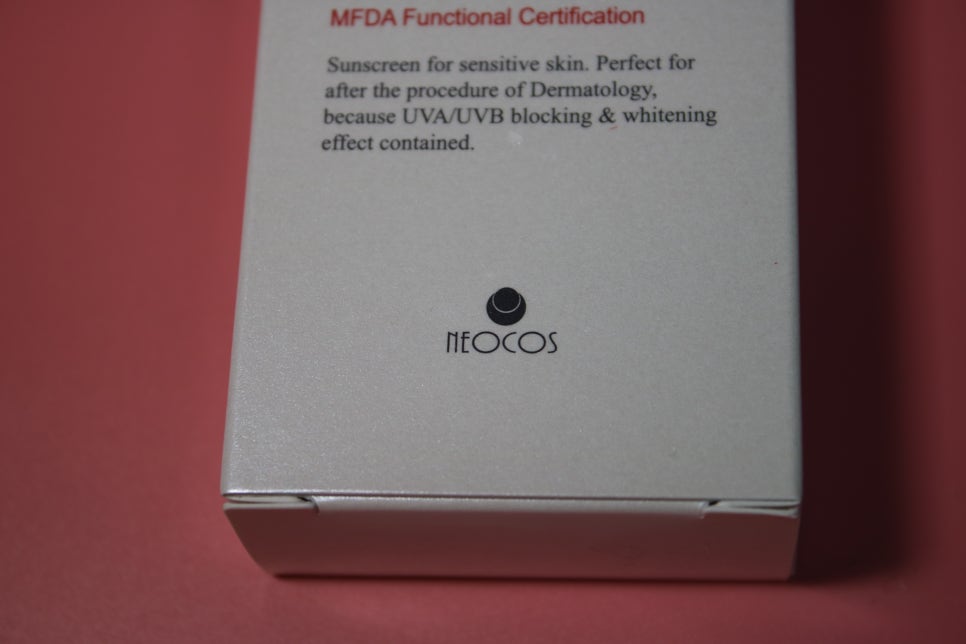 MFDA Functional Certification
Sunscreen for sensitive skin. Perfect for
after the procedure of Dermatology,
because UVA/UVB blocking & whitening
effect contained.
NEOCOS